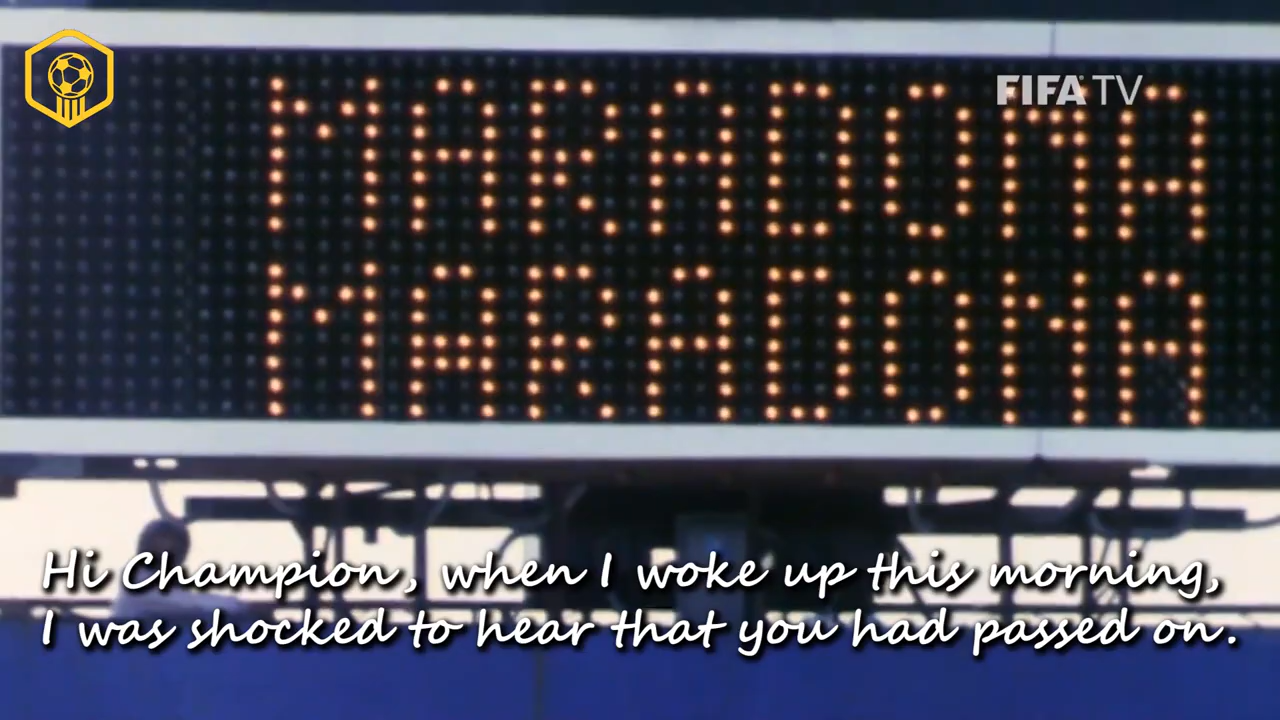 FIFA TV
MARADONA
MARADONA
Hi Champion, when I woke up this morning,
I was shocked to hear that you had passed on.